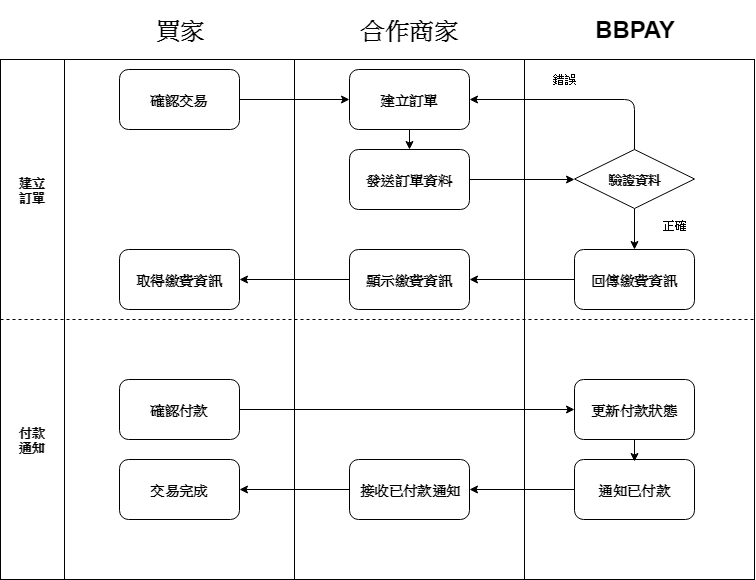 買家
合作商家
BBPAY
錯誤
確認交易
建立訂單
建立
訂單
發送訂單資料
驗證資料
正確
取得繳費資訊
顯示繳費資訊
回傳繳費資訊
付款
通知
確認付款
更新付款狀態
交易完成
接收已付款通知
通知已付款